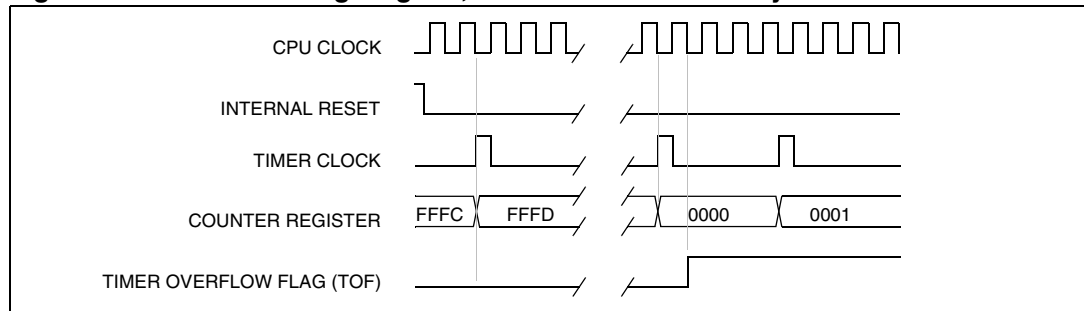 CPU CLOCK
INTERNAL RESET
TIMER CLOCK
COUNTER REGISTER FFFC FFFD 0000 0001
TIMER OVERFLOW FLAG (TOF)